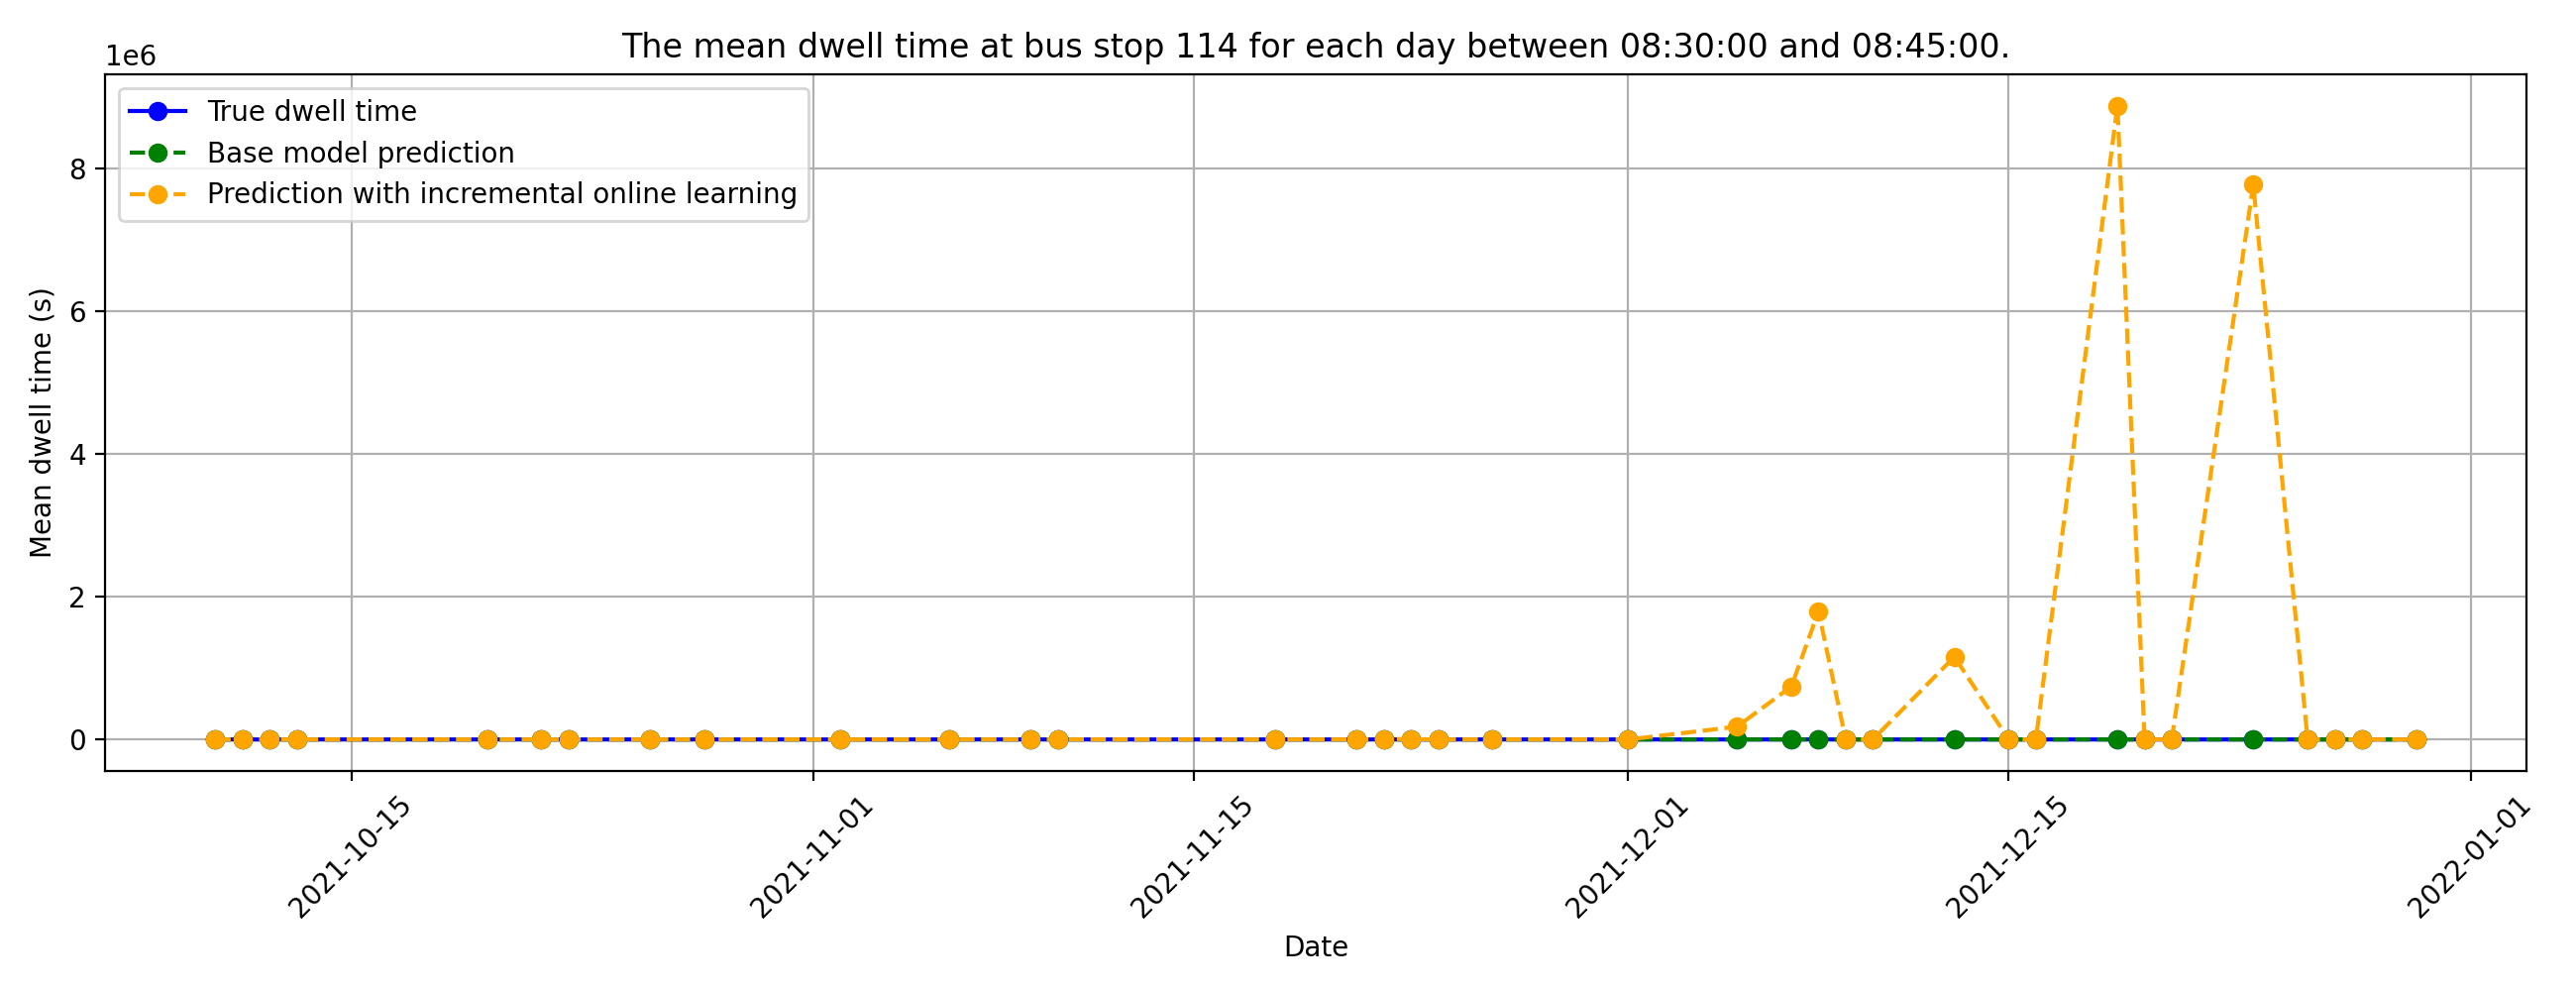 The mean dwell time at bus stop 114 for each day between 08:30:00 and 08:45:00.
1e6
True dwell time
Base model prediction
Prediction with incremental online learning
Mean dwell time (s)
8
6
4
2
0
2021-10-15
2021-11-01
2021-11-15
2021-12-01
2021-12-15
2022-01-01
Date